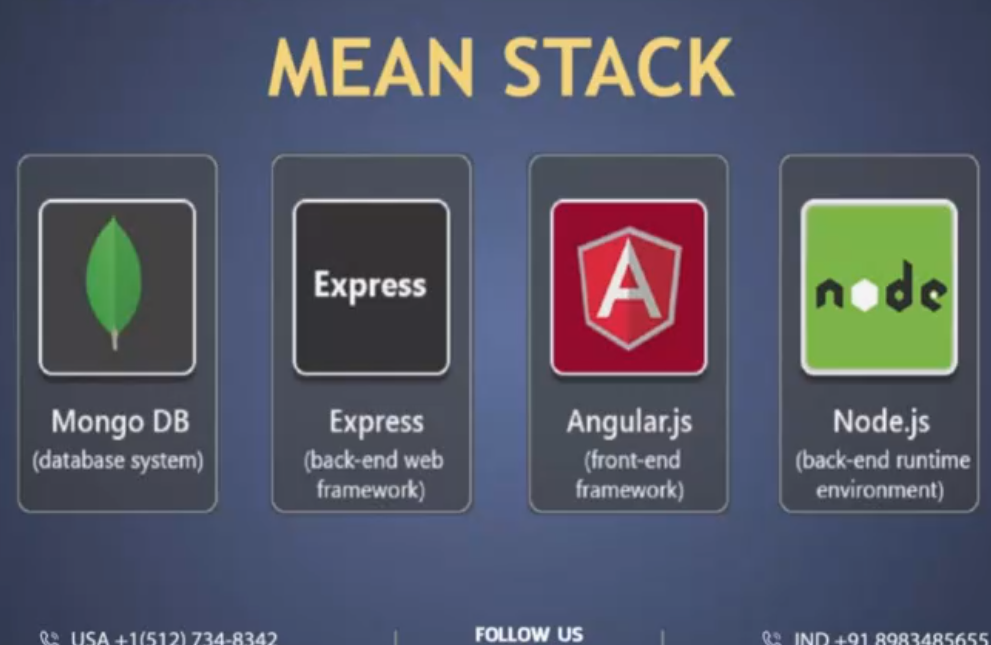 MEAN STACK
Express
A
node
Mongo DB
(database system)
Express
(back-end web
framework)
Angular.js
(front-end
framework)
Node.js
(back-end runtime
environment)
USA +1(512) 734-8342
FOLLOW US
IND +91 8983485655